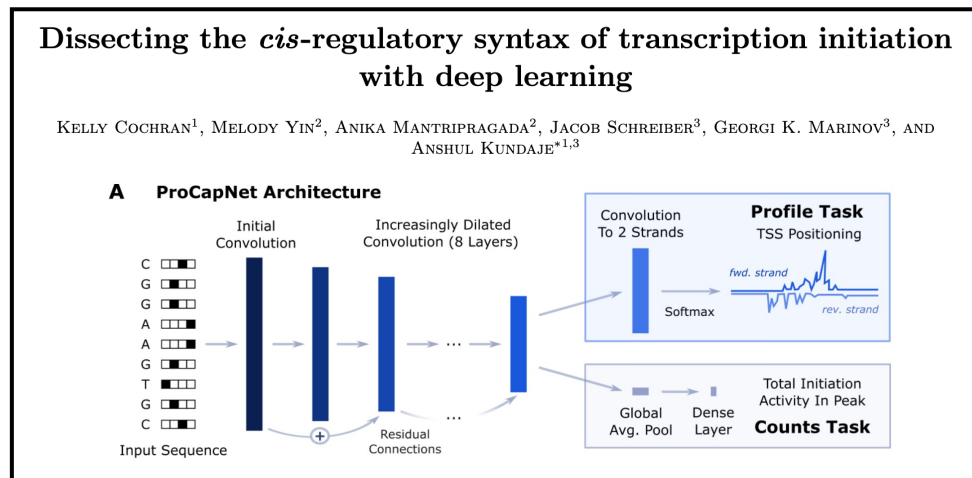 Dissecting the cis-regulatory syntax of transcription initiation
with deep learning
Kelly Cochran1, Melody Yin2, Anika Mantripragada2, Jacob Schreiber3, Georgi K. Marinov3, and
Anshul Kundaje*1,3
A ProCapNet Architecture
Initial
Convolution
Increasingly Dilated
Convolution (8 Layers)
C
G
G
A
A
G
T
G
C
Input Sequence
...
...
+
Residual
Connections
Convolution
To 2 Strands
Softmax
Profile Task
TSS Positioning
fwd. strand
rev. strand
Global
Avg. Pool
Dense
Layer
Total Initiation
Activity In Peak
Counts Task